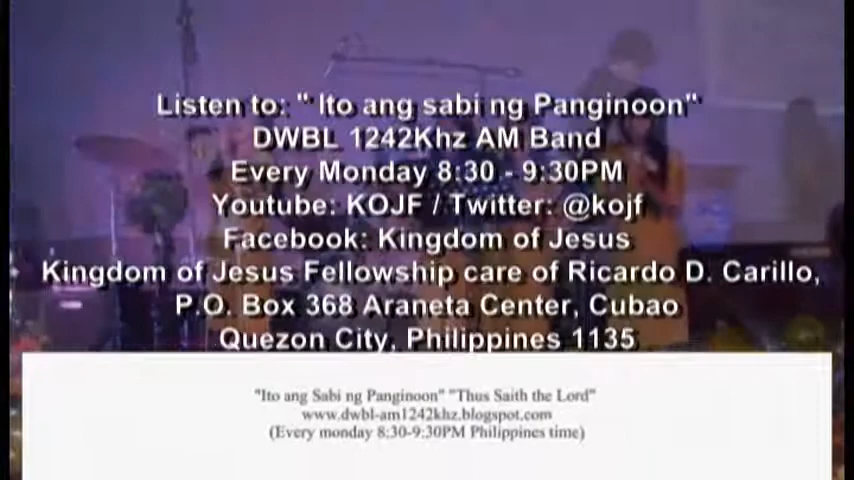 Listen to: " Ito ang sabi ng Panginoon"
DWBL 1242Khz AM Band
Every Monday 8:30 - 9:30PM
Youtube: KOJF / Twitter: @kojf
Facebook: Kingdom of Jesus
Kingdom of Jesus Fellowship care of Ricardo D. Carillo,
P.O. Box 368 Araneta Center, Cubao
Quezon City, Philippines 1135
"Ito ang Sabi ng Panginoon" "Thus Saith the Lord"
www.dwbl-am1242khz.blogspot.com
(Every monday 8:30-9:30PM Philippines time)